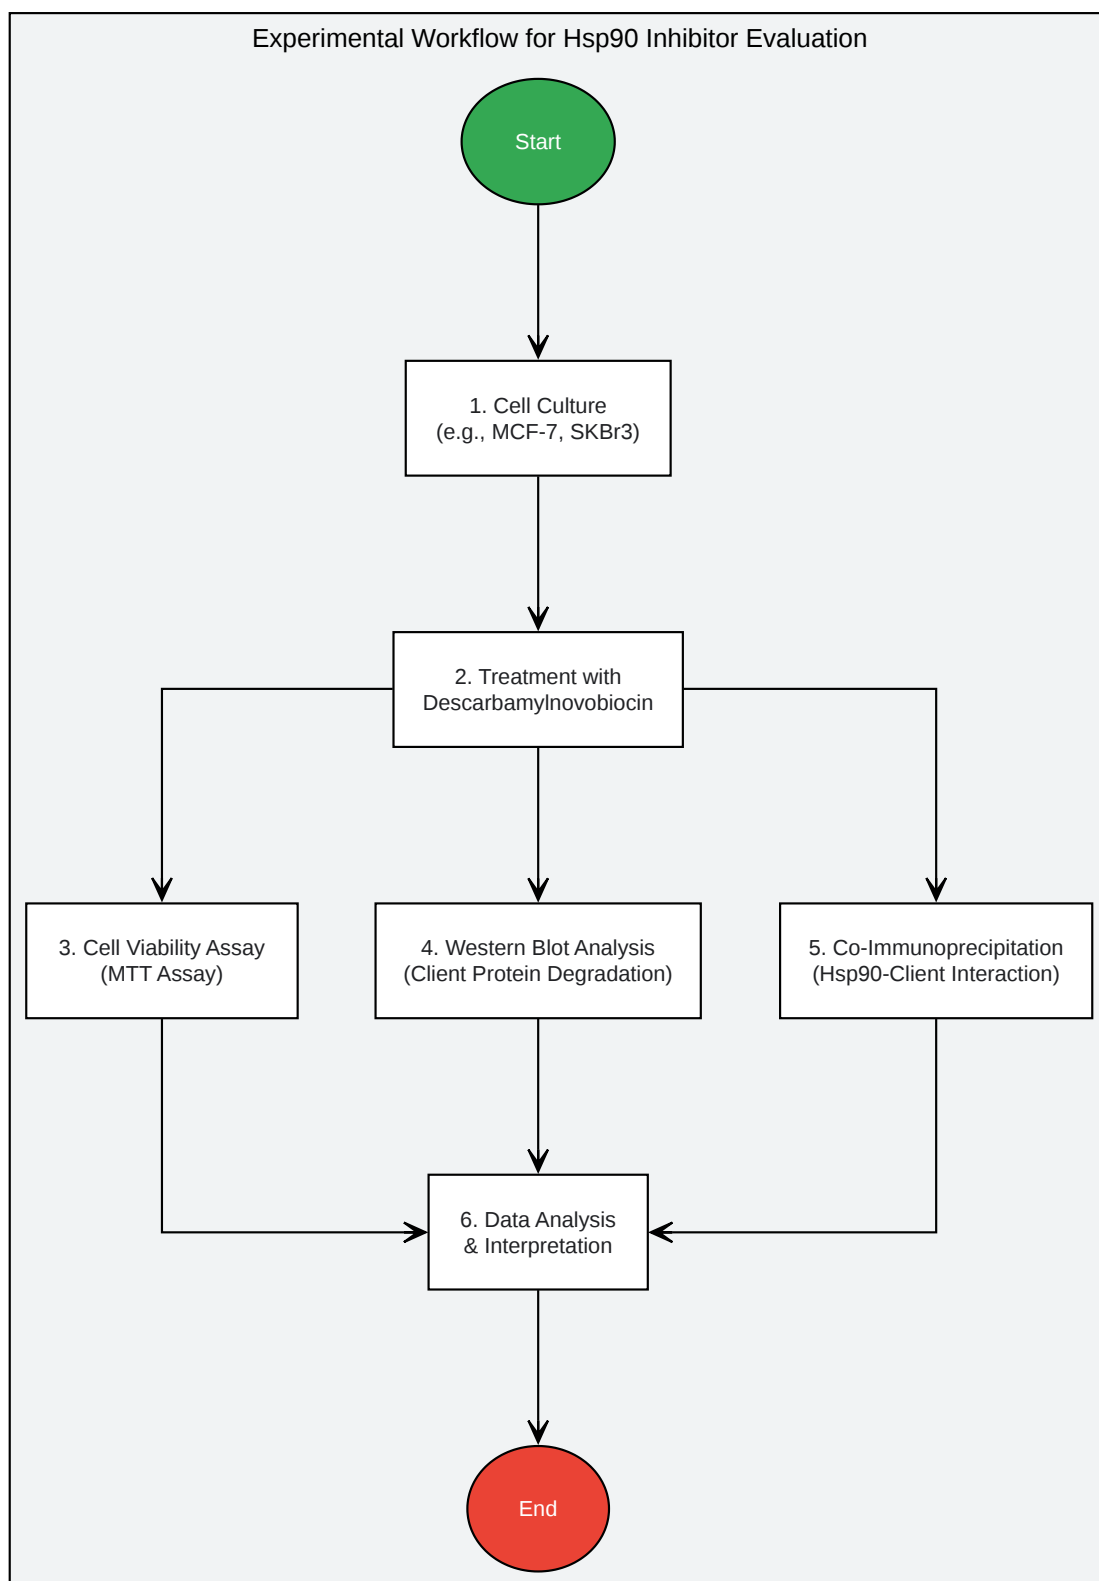 Experimental Workflow for Hsp90 Inhibitor Evaluation
Start
1. Cell Culture
(e.g., MCF-7, SKBr3)
2. Treatment with
Descarbamylnovobiocin
3. Cell Viability Assay
(MTT Assay)
4. Western Blot Analysis
(Client Protein Degradation)
5. Co-Immunoprecipitation
(Hsp90-Client Interaction)
6. Data Analysis
& Interpretation
End